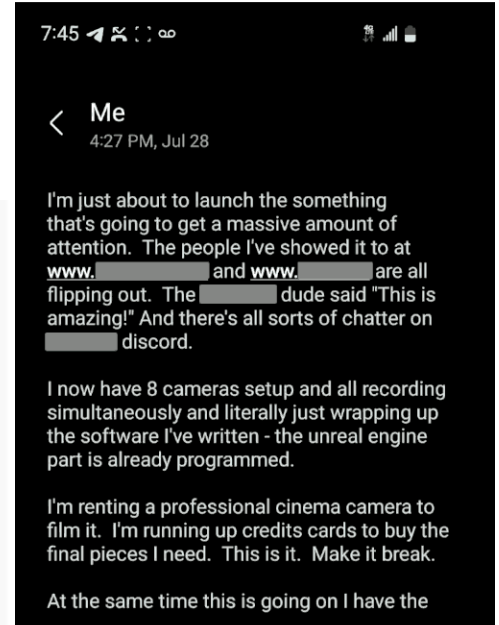 7:45
Me
4:27 PM, Jul 28
I'm just about to launch the something
that's going to get a massive amount of
attention. The people I've showed it to at
www. and www. are all
flipping out. The dude said "This is
amazing!" And there's all sorts of chatter on
discord.
I now have 8 cameras setup and all recording
simultaneously and literally just wrapping up
the software I've written - the unreal engine
part is already programmed.
I'm renting a professional cinema camera to
film it. I'm running up credits cards to buy the
final pieces I need. This is it. Make it break.
At the same time this is going on I have the